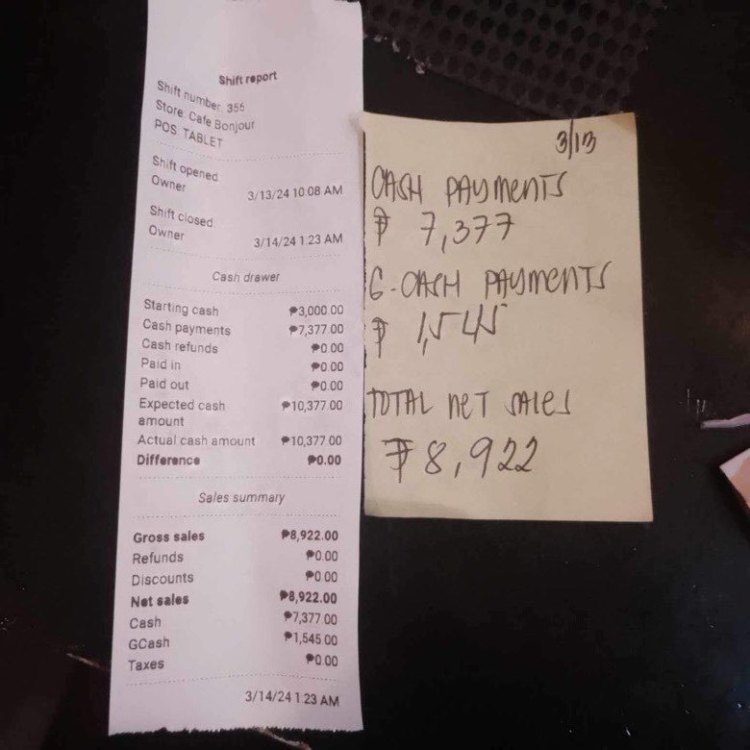 Shift report
Shift number: 356
Store: Cafe Bonjour
POS: TABLET
Shift opened
Owner 3/13/24 10:08 AM
Shift closed
Owner 3/14/24 1:23 AM
Cash drawer
Starting cash ₱3,000.00
Cash payments ₱7,377.00
Cash refunds ₱0.00
Paid in ₱0.00
Paid out ₱0.00
Expected cash ₱10,377.00
amount
Actual cash amount ₱10,377.00
Difference ₱0.00
Sales summary
Gross sales ₱8,922.00
Refunds ₱0.00
Discounts ₱0.00
Net sales ₱8,922.00
Cash ₱7,377.00
GCash ₱1,545.00
Taxes ₱0.00
3/14/24 1:23 AM
3/13
CASH PAYMENTS
₱ 7,377
G-CASH PAYMENTS
₱ 1,545
TOTAL NET SALES
₱8,922